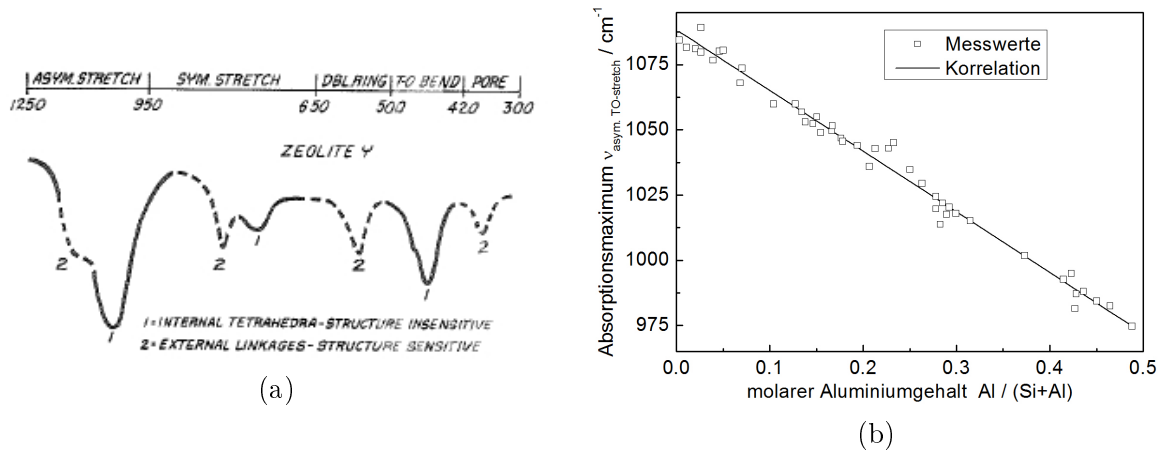 ASYM. STRETCH SYM. STRETCH DBL RING TO BEND PORE
1250 950 650 500 420 300
ZEOLITE Y
2 1 2 1 2 1 2
1=INTERNAL TETRAHEDRA-STRUCTURE INSENSITIVE
2=EXTERNAL LINKAGES-STRUCTURE SENSITIVE
(a)
Absorptionsmaximum ν asym. TO-stretch / cm⁻¹
1075
1050
1025
1000
975
Messwerte
Korrelation
0.0 0.1 0.2 0.3 0.4 0.5
molarer Aluminiumgehalt Al / (Si+Al)
(b)